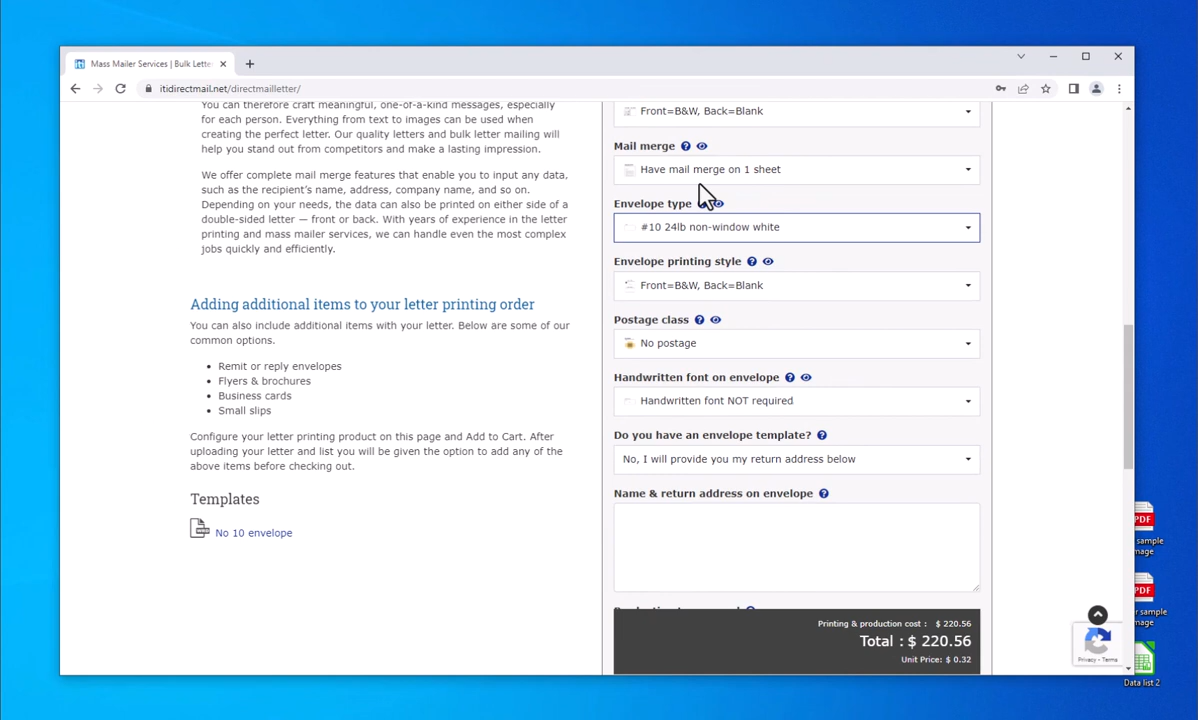 Mass Mailer Services | Bulk Lette
itidirectmail.net/directmailletter/
You can therefore craft meaningful, one-of-a-kind messages, especially
for each person. Everything from text to images can be used when
creating the perfect letter. Our quality letters and bulk letter mailing will
help you stand out from competitors and make a lasting impression.
We offer complete mail merge features that enable you to input any data,
such as the recipient's name, address, company name, and so on.
Depending on your needs, the data can also be printed on either side of a
double-sided letter — front or back. With years of experience in the letter
printing and mass mailer services, we can handle even the most complex
jobs quickly and efficiently.
Adding additional items to your letter printing order
You can also include additional items with your letter. Below are some of our
common options.
Remit or reply envelopes
Flyers & brochures
Business cards
Small slips
Configure your letter printing product on this page and Add to Cart. After
uploading your letter and list you will be given the option to add any of the
above items before checking out.
Templates
No 10 envelope
Front=B&W, Back=Blank
Mail merge
Have mail merge on 1 sheet
Envelope type
#10 24lb non-window white
Envelope printing style
Front=B&W, Back=Blank
Postage class
No postage
Handwritten font on envelope
Handwritten font NOT required
Do you have an envelope template?
No, I will provide you my return address below
Name & return address on envelope
Printing & production cost : $ 220.56
Total : $ 220.56
Unit Price: $ 0.32
Privacy - Terms
PDF
sample
mage
PDF
r sample
mage
Data list 2